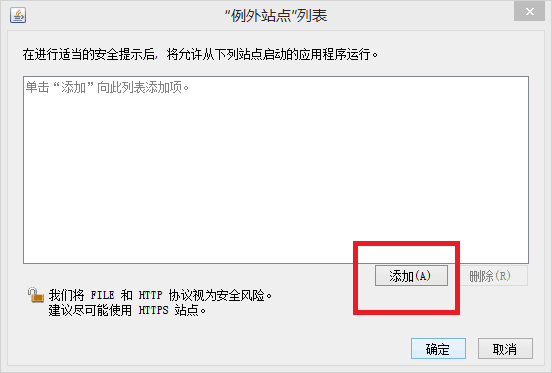 “例外站点”列表
在进行适当的安全提示后, 将允许从下列站点启动的应用程序运行。
单击“添加”向此列表添加项。
添加(A) 删除(R)
我们将 FILE 和 HTTP 协议视为安全风险。
建议尽可能使用 HTTPS 站点。
确定 取消